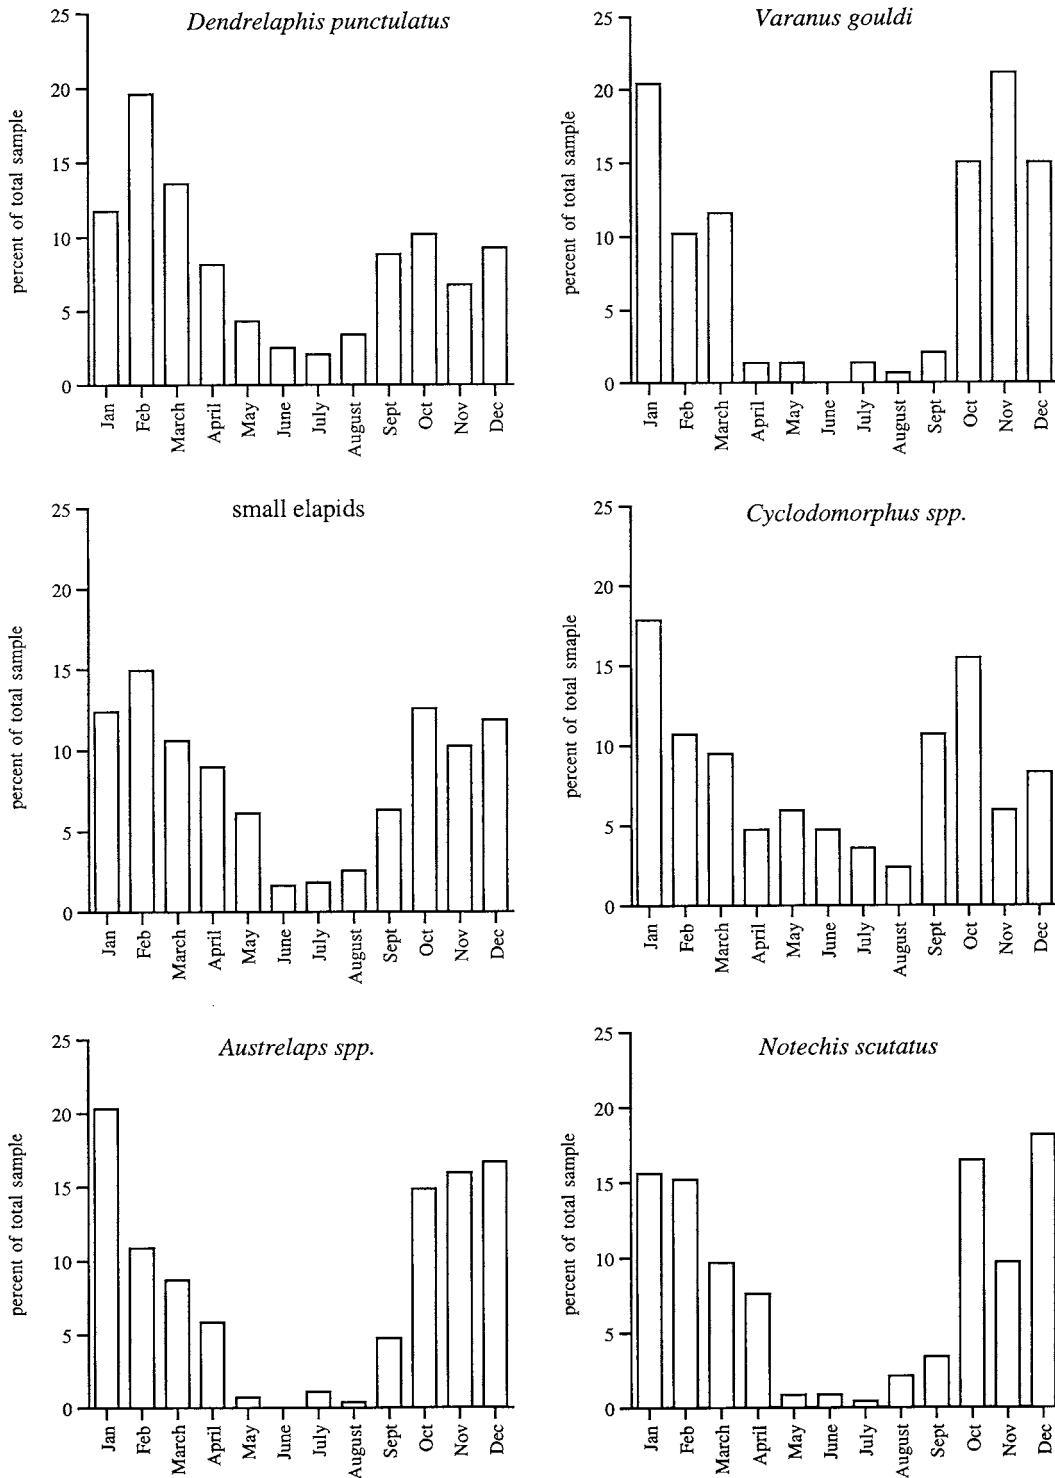 Dendrelaphis punctulatus
percent of total sample
25
20
15
10
5
0
Jan
Feb
March
April
May
June
July
August
Sept
Oct
Nov
Dec
Varanus gouldi
percent of total sample
25
20
15
10
5
0
Jan
Feb
March
April
May
June
July
August
Sept
Oct
Nov
Dec
small elapids
percent of total sample
25
20
15
10
5
0
Jan
Feb
March
April
May
June
July
August
Sept
Oct
Nov
Dec
Cyclodomorphus spp.
percent of total smaple
25
20
15
10
5
0
Jan
Feb
March
April
May
June
July
August
Sept
Oct
Nov
Dec
Austrelaps spp.
percent of total sample
25
20
15
10
5
0
Jan
Feb
March
April
May
June
July
August
Sept
Oct
Nov
Dec
Notechis scutatus
percent of total sample
25
20
15
10
5
0
Jan
Feb
March
April
May
June
July
August
Sept
Oct
Nov
Dec